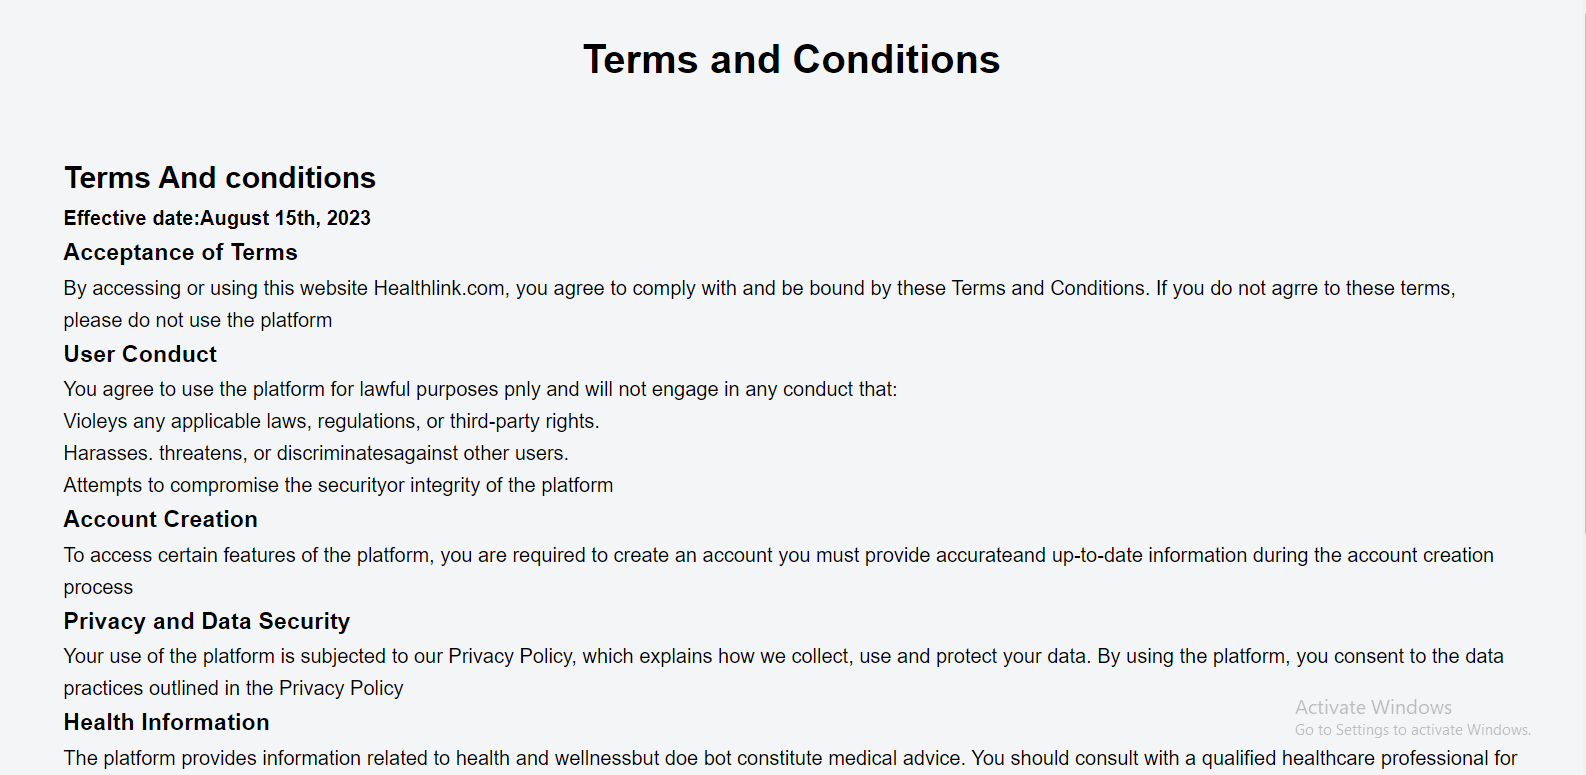 Terms and Conditions
Terms And conditions
Effective date:August 15th, 2023
Acceptance of Terms
By accessing or using this website Healthlink.com, you agree to comply with and be bound by these Terms and Conditions. If you do not agrre to these terms,
please do not use the platform
User Conduct
You agree to use the platform for lawful purposes pnly and will not engage in any conduct that:
Violeys any applicable laws, regulations, or third-party rights.
Harasses. threatens, or discriminatesagainst other users.
Attempts to compromise the securityor integrity of the platform
Account Creation
To access certain features of the platform, you are required to create an account you must provide accurateand up-to-date information during the account creation
process
Privacy and Data Security
Your use of the platform is subjected to our Privacy Policy, which explains how we collect, use and protect your data. By using the platform, you consent to the data
practices outlined in the Privacy Policy
Health Information
The platform provides information related to health and wellnessbut doe bot constitute medical advice. You should consult with a qualified healthcare professional for
Activate Windows
Go to Settings to activate Windows.